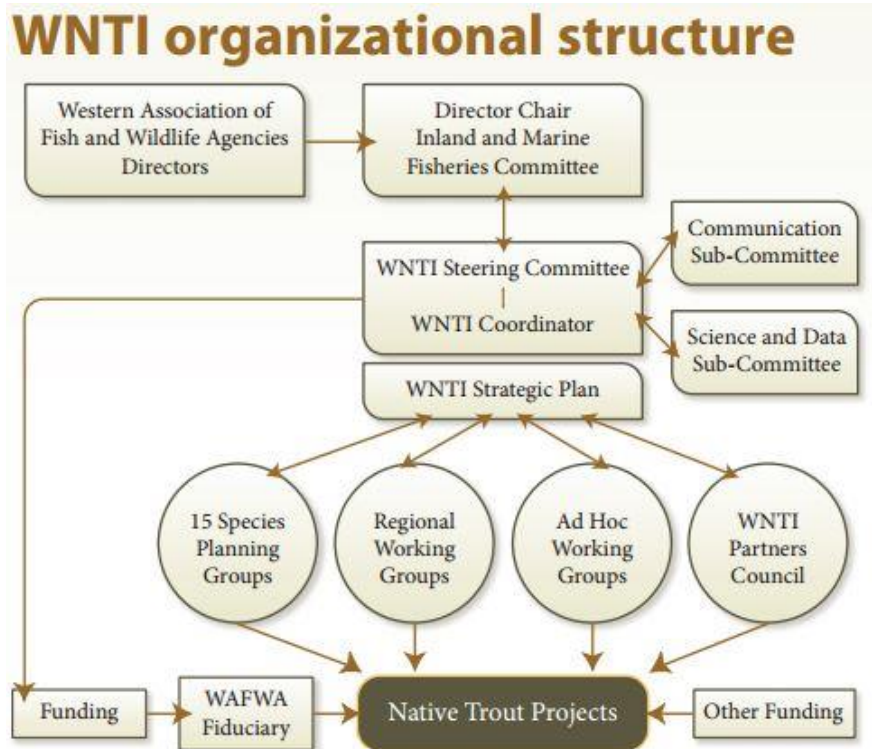 WNTI organizational structure
Western Association of
Fish and Wildlife Agencies
Directors
Director Chair
Inland and Marine
Fisheries Committee
WNTI Steering Committee
WNTI Coordinator
Communication
Sub-Committee
Science and Data
Sub-Committee
WNTI Strategic Plan
15 Species
Planning
Groups
Regional
Working
Groups
Ad Hoc
Working
Groups
WNTI
Partners
Council
Funding
WAFWA
Fiduciary
Native Trout Projects
Other Funding